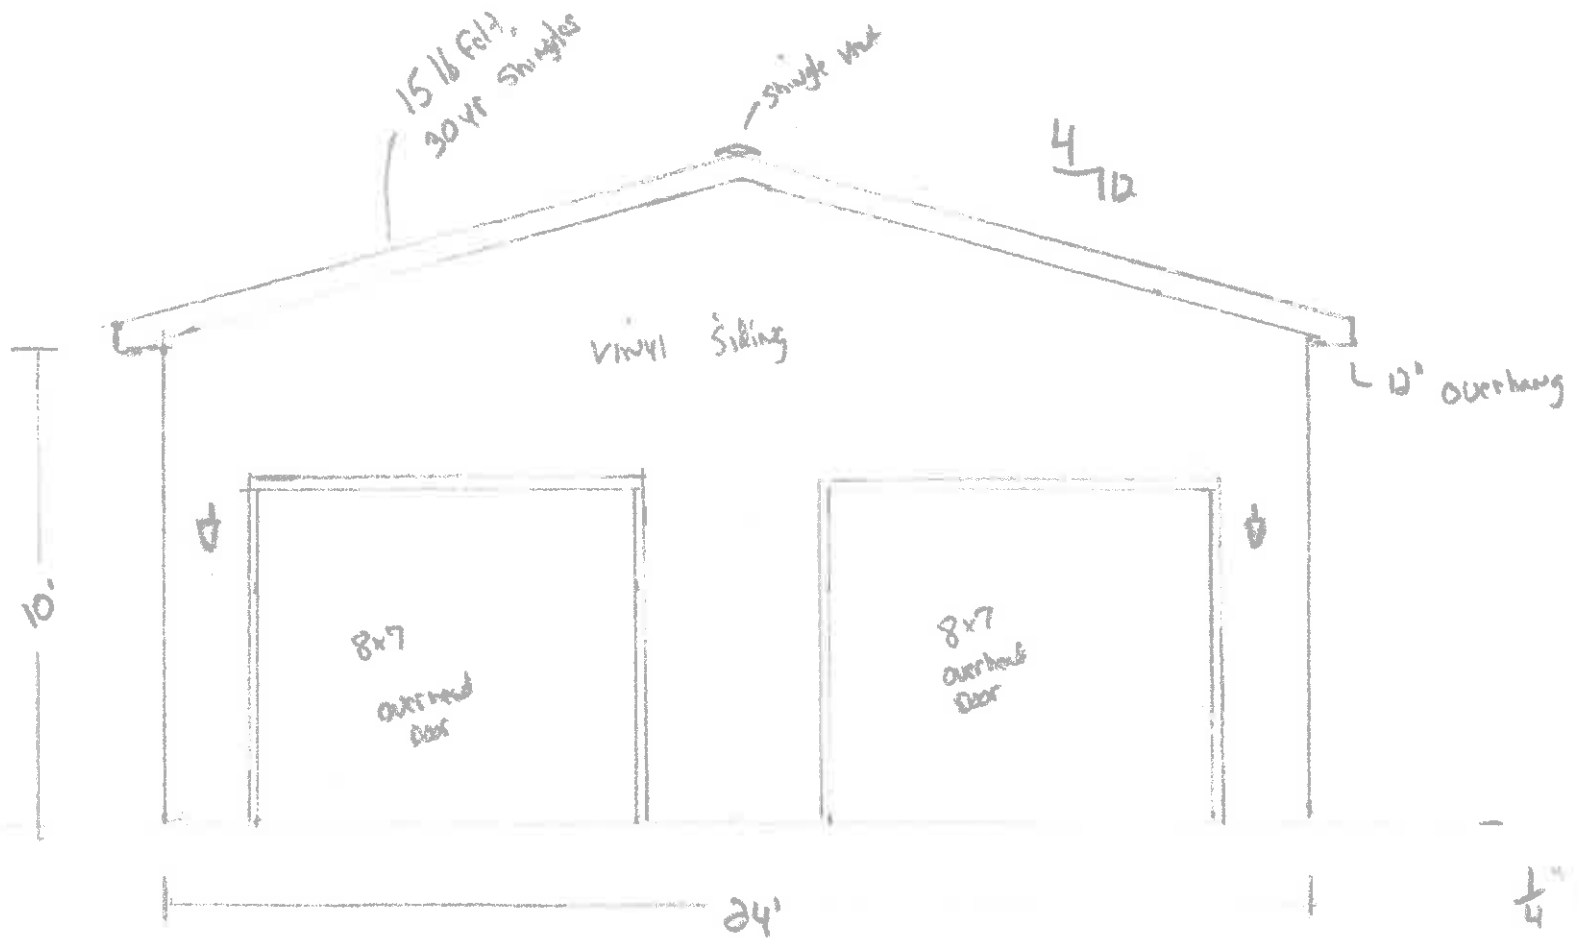 15 lb Felt,
30 yr Shingles
Shingle Vent
4
12
Vinyl Siding
12" overhang
10'
8x7
overhead
Door
8x7
overhead
Door
24'
1/4"